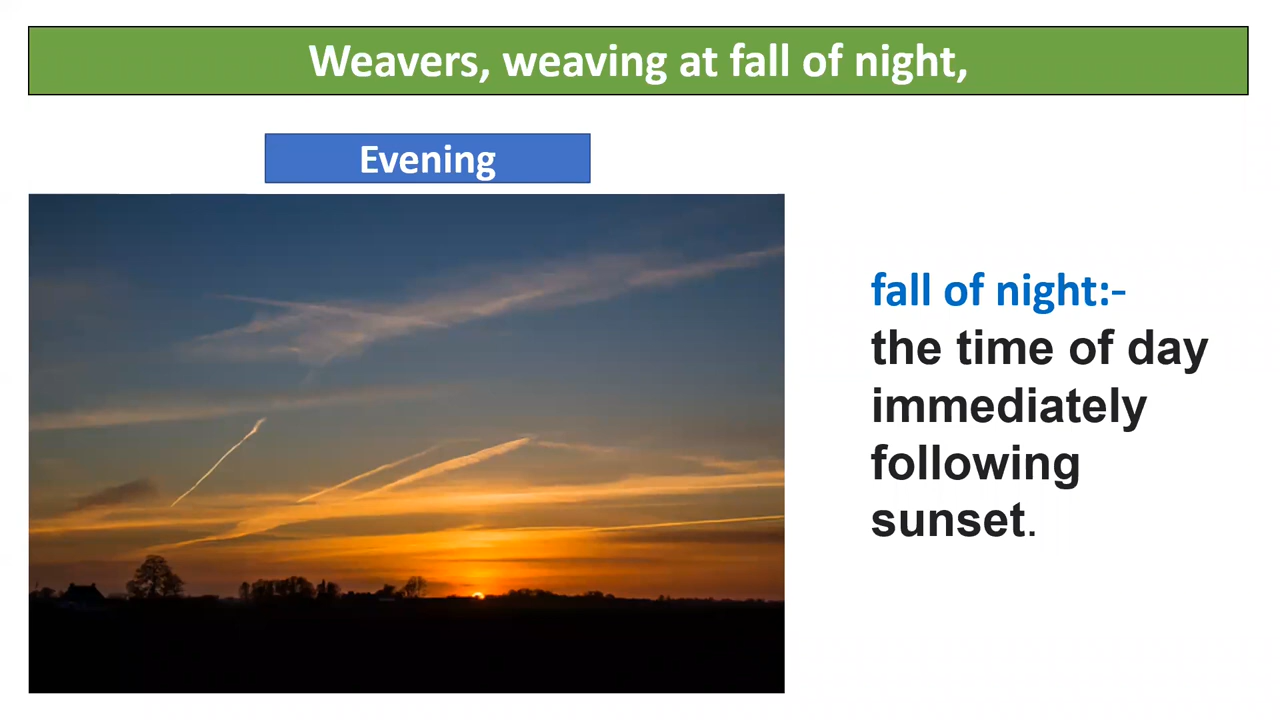 Weavers, weaving at fall of night,
Evening
fall of night:-
the time of day
immediately
following
sunset.